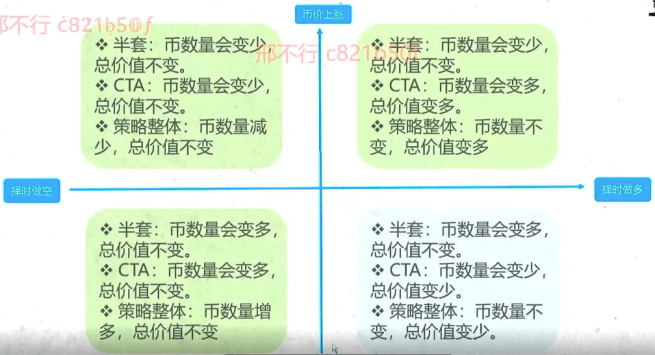 币价上涨
邢不行 c821b50f
邢不行 c821b50f
❖ 半套：币数量会变少，
总价值不变。
❖ CTA：币数量会变少，
总价值不变。
❖ 策略整体：币数量减
少，总价值不变
❖ 半套：币数量会变少，
总价值不变。
❖ CTA：币数量会变多，
总价值变多。
❖ 策略整体：币数量不
变，总价值变多
择时做空
择时做多
❖ 半套：币数量会变多，
总价值不变。
❖ CTA：币数量会变多，
总价值不变。
❖ 策略整体：币数量增
多，总价值不变
❖ 半套：币数量会变多，
总价值不变。
❖ CTA：币数量会变少，
总价值变少。
❖ 策略整体：币数量不
变，总价值变少。